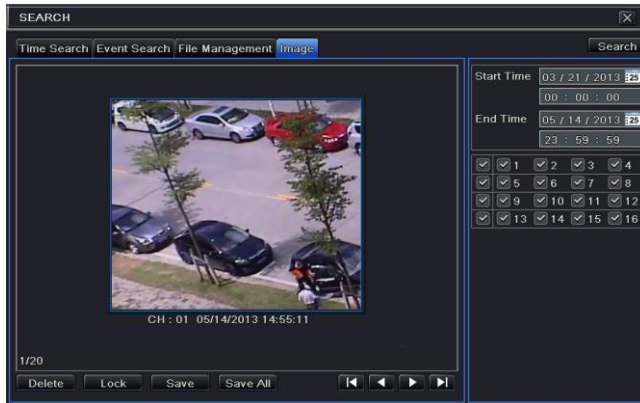 SEARCH
Time Search Event Search File Management Image
Search
Start Time 03 / 21 / 2013 25
00 : 00 : 00
End Time 05 / 14 / 2013 25
23 : 59 : 59
1 2 3 4
5 6 7 8
9 10 11 12
13 14 15 16
CH : 01 05/14/2013 14:55:11
1/20
Delete Lock Save Save All